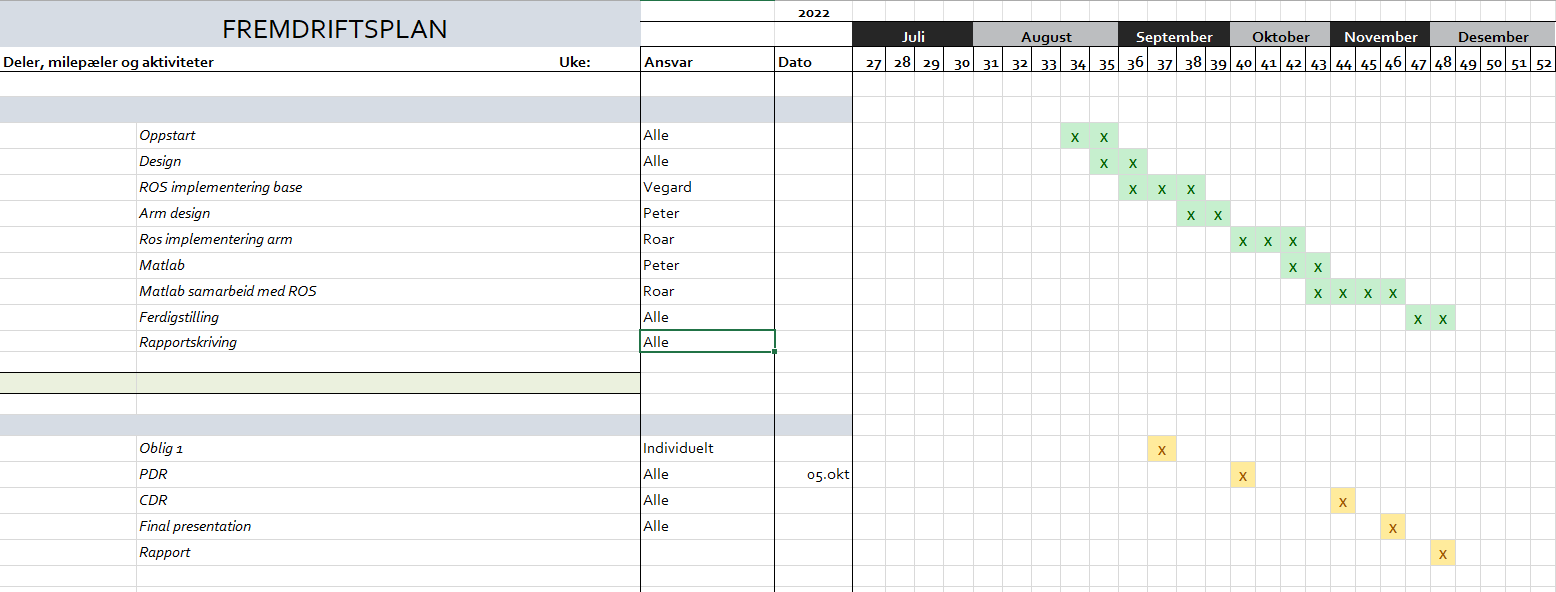 2022
FREMDRIFTSPLAN
Juli August September Oktober November Desember
Deler, milepæler og aktiviteter Uke: Ansvar Dato 27 28 29 30 31 32 33 34 35 36 37 38 39 40 41 42 43 44 45 46 47 48 49 50 51 52
Oppstart Alle x x
Design Alle x x
ROS implementering base Vegard x x x
Arm design Peter x x
Ros implementering arm Roar x x x
Matlab Peter x x
Matlab samarbeid med ROS Roar x x x x
Ferdigstilling Alle x x
Rapportskriving Alle
Oblig 1 Individuelt x
PDR Alle 05.okt x
CDR Alle x
Final presentation Alle x
Rapport x